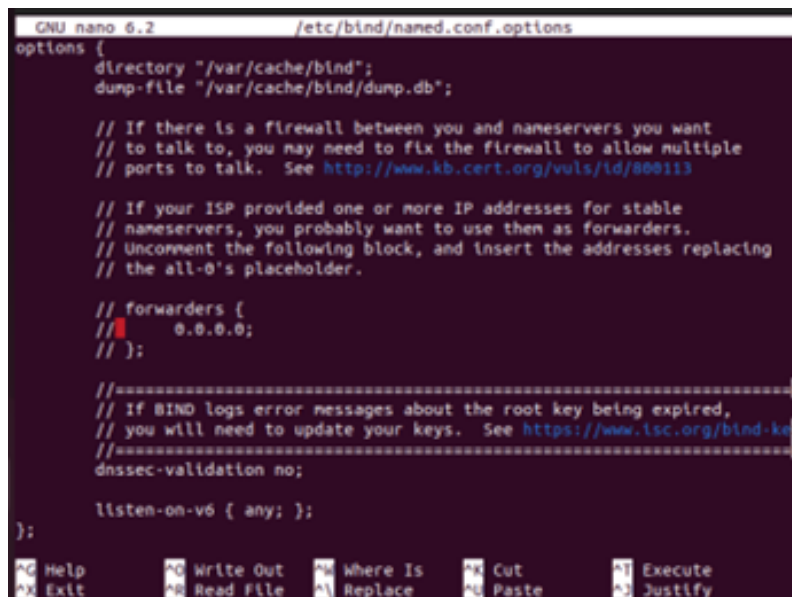 GNU nano 6.2 /etc/bind/named.conf.options
options {
directory "/var/cache/bind";
dump-file "/var/cache/bind/dump.db";
// If there is a firewall between you and nameservers you want
// to talk to, you may need to fix the firewall to allow multiple
// ports to talk. See http://www.kb.cert.org/vuls/id/800113
// If your ISP provided one or more IP addresses for stable
// nameservers, you probably want to use them as forwarders.
// Uncomment the following block, and insert the addresses replacing
// the all-0's placeholder.
// forwarders {
// 0.0.0.0;
// };
//========================================================================
// If BIND logs error messages about the root key being expired,
// you will need to update your keys. See https://www.isc.org/bind-ke
//========================================================================
dnssec-validation no;
listen-on-v6 { any; };
};
^G Help ^O Write Out ^W Where Is ^K Cut ^T Execute
^X Exit ^R Read File ^\ Replace ^U Paste ^J Justify